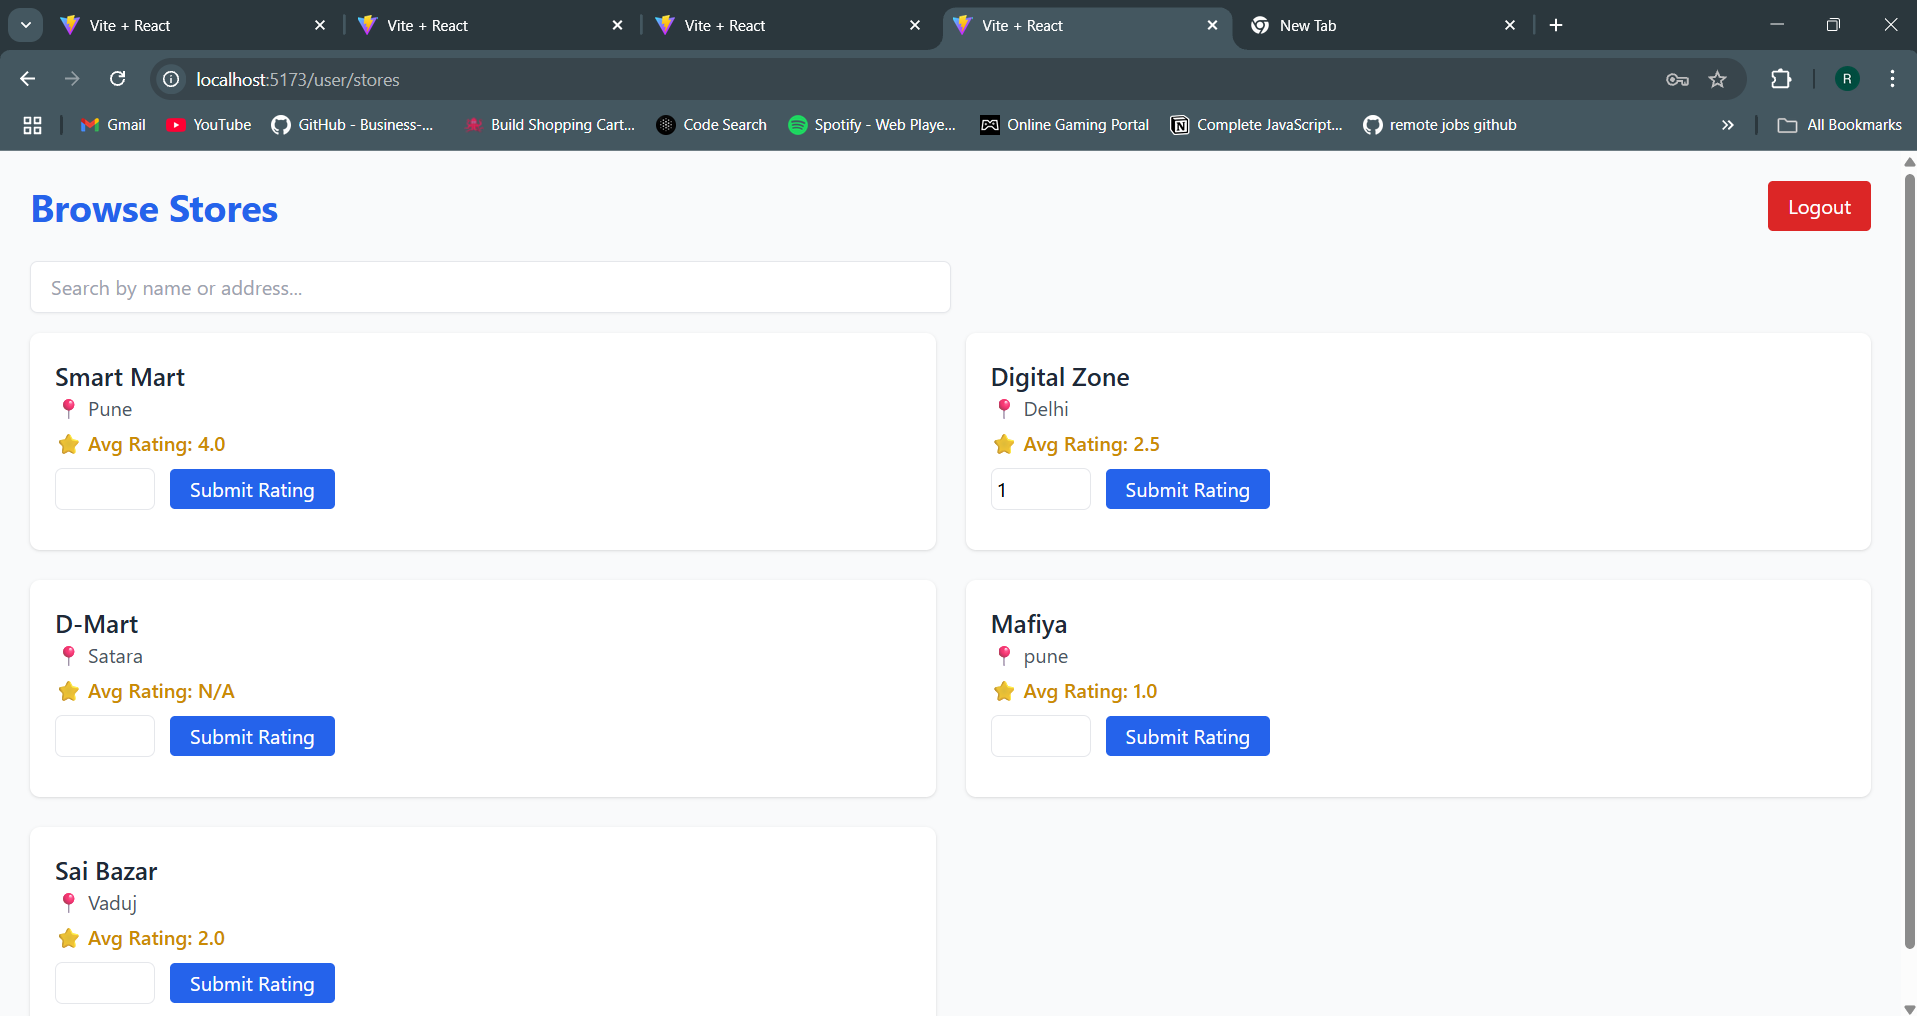 Vite + React
Vite + React
Vite + React
Vite + React
New Tab
localhost:5173/user/stores
R
Gmail
YouTube
GitHub - Business-...
Build Shopping Cart...
Code Search
Spotify - Web Playe...
Online Gaming Portal
Complete JavaScript...
remote jobs github
All Bookmarks
Browse Stores
Logout
Search by name or address...
Smart Mart
Pune
Avg Rating: 4.0
Submit Rating
Digital Zone
Delhi
Avg Rating: 2.5
1
Submit Rating
D-Mart
Satara
Avg Rating: N/A
Submit Rating
Mafiya
pune
Avg Rating: 1.0
Submit Rating
Sai Bazar
Vaduj
Avg Rating: 2.0
Submit Rating